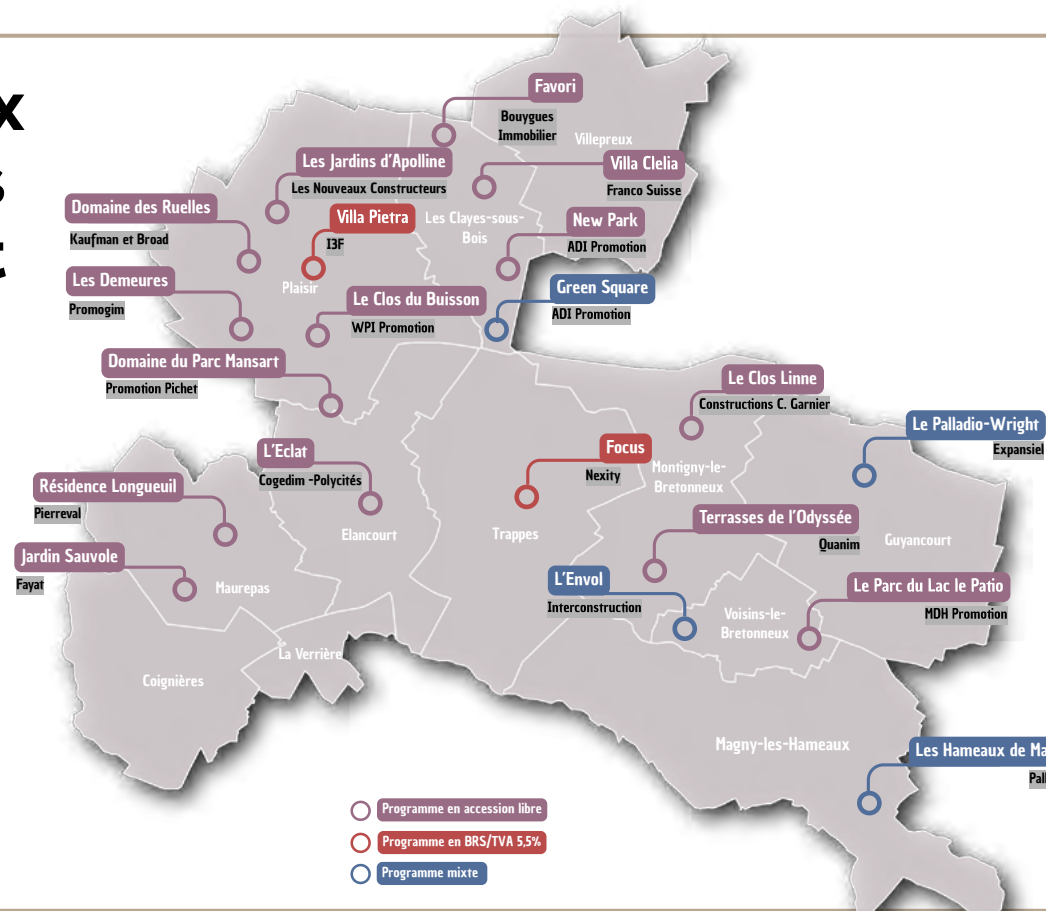 x
s
t
Favori
Bouygues
Immobilier
Villepreux
Les Jardins d'Apolline
Les Nouveaux Constructeurs
Villa Clelia
Franco Suisse
Domaine des Ruelles
Kaufman et Broad
Villa Pietra
I3F
Les Clayes-sous-
Bois
New Park
ADI Promotion
Les Demeures
Promogim
Plaisir
Le Clos du Buisson
WPI Promotion
Green Square
ADI Promotion
Domaine du Parc Mansart
Promotion Pichet
Le Clos Linne
Constructions C. Garnier
Le Palladio-Wright
Expansiel
L'Eclat
Cogedim -Polycités
Focus
Nexity
Montigny-le-
Bretonneux
Résidence Longueuil
Pierreval
Elancourt
Trappes
Terrasses de l'Odyssée
Quanim
Guyancourt
Jardin Sauvole
Fayat
Maurepas
L'Envol
Interconstruction
Le Parc du Lac le Patio
MDH Promotion
Voisins-le-
Bretonneux
La Verrière
Coignières
Magny-les-Hameaux
Les Hameaux de Ma
Pall
Programme en accession libre
Programme en BRS/TVA 5,5%
Programme mixte